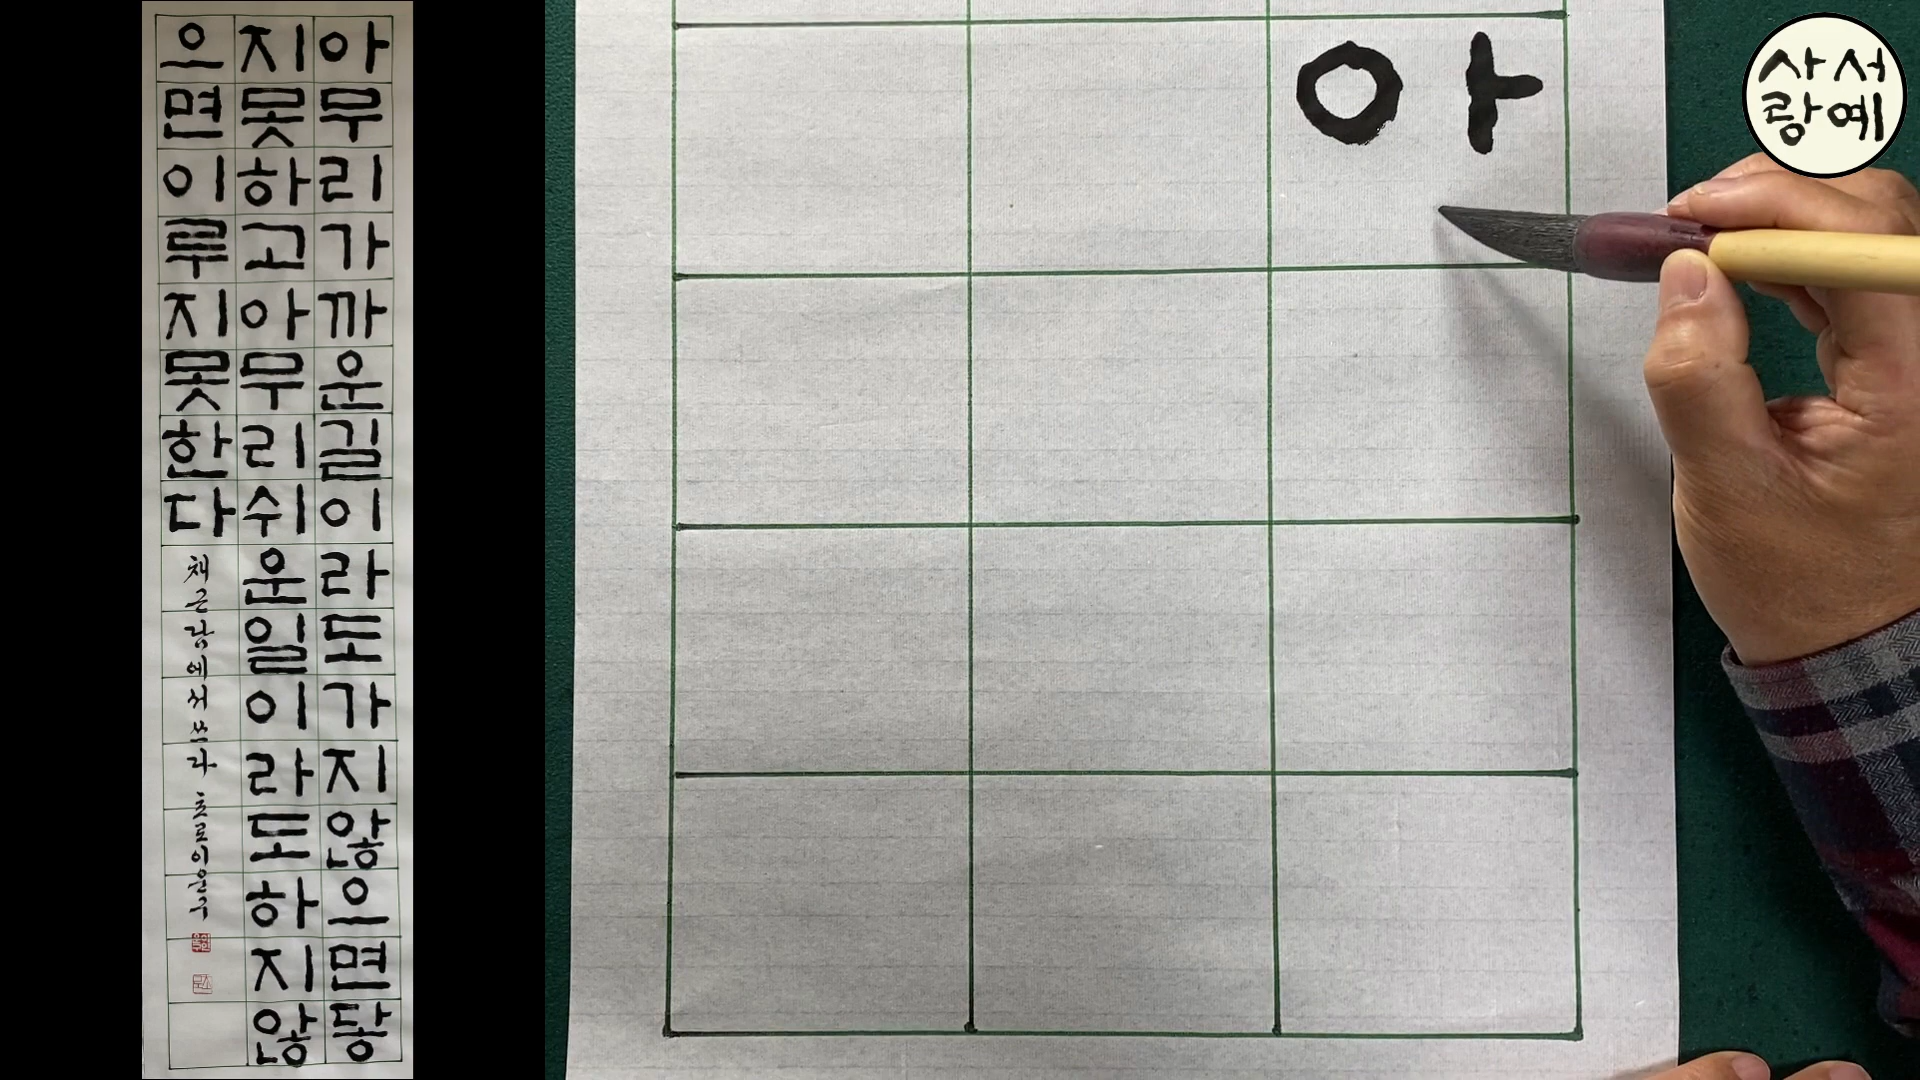 아무리가까운길이라도가지않으면닿
지못하고아무리쉬운일이라도하지않
으면이루지못한다
채근담에서쓰다
아
서예
사랑